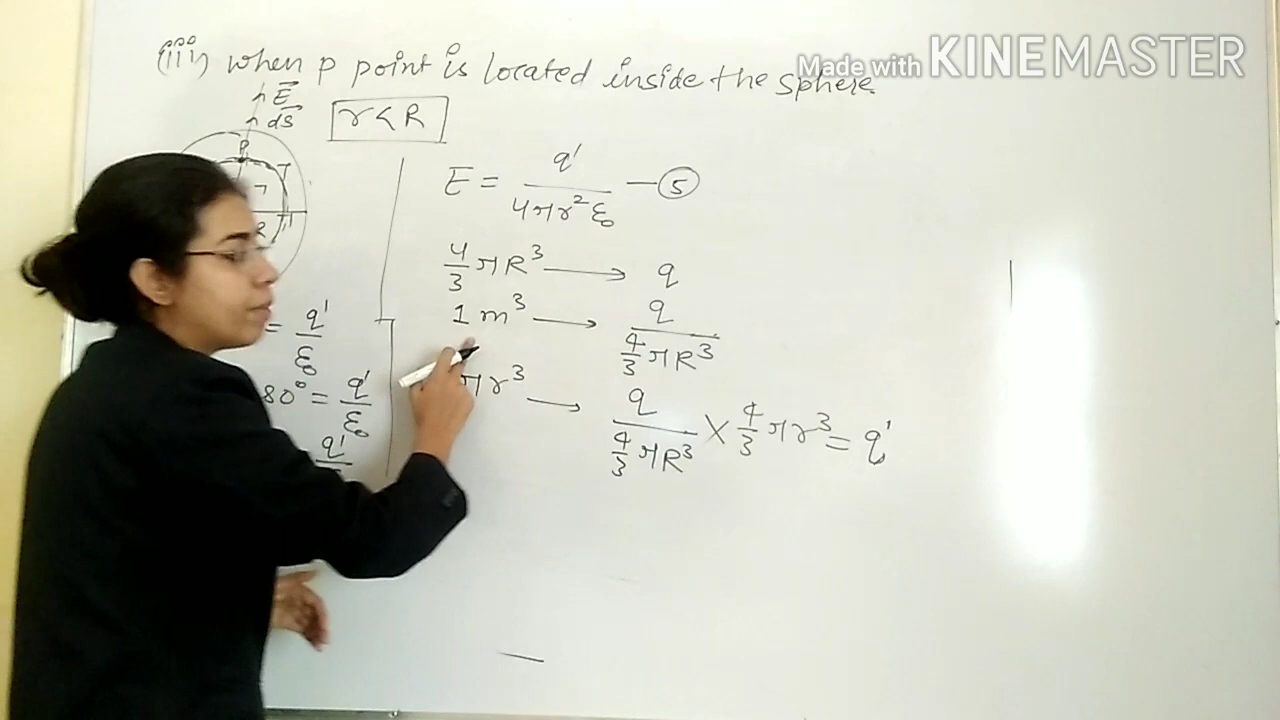 (iii) when p point is located inside the sphere.
Made with KINEMASTER
E⃗
dS⃗
r < R
P
R
E = q' / 4πr²ε₀ — ⑤
4/3 πR³ → q
1 m³ → q / 4/3 πR³
πr³ → q / 4/3 πR³ × 4/3 πr³ = q'
= q' / ε₀
80° = q' / ε₀
q'